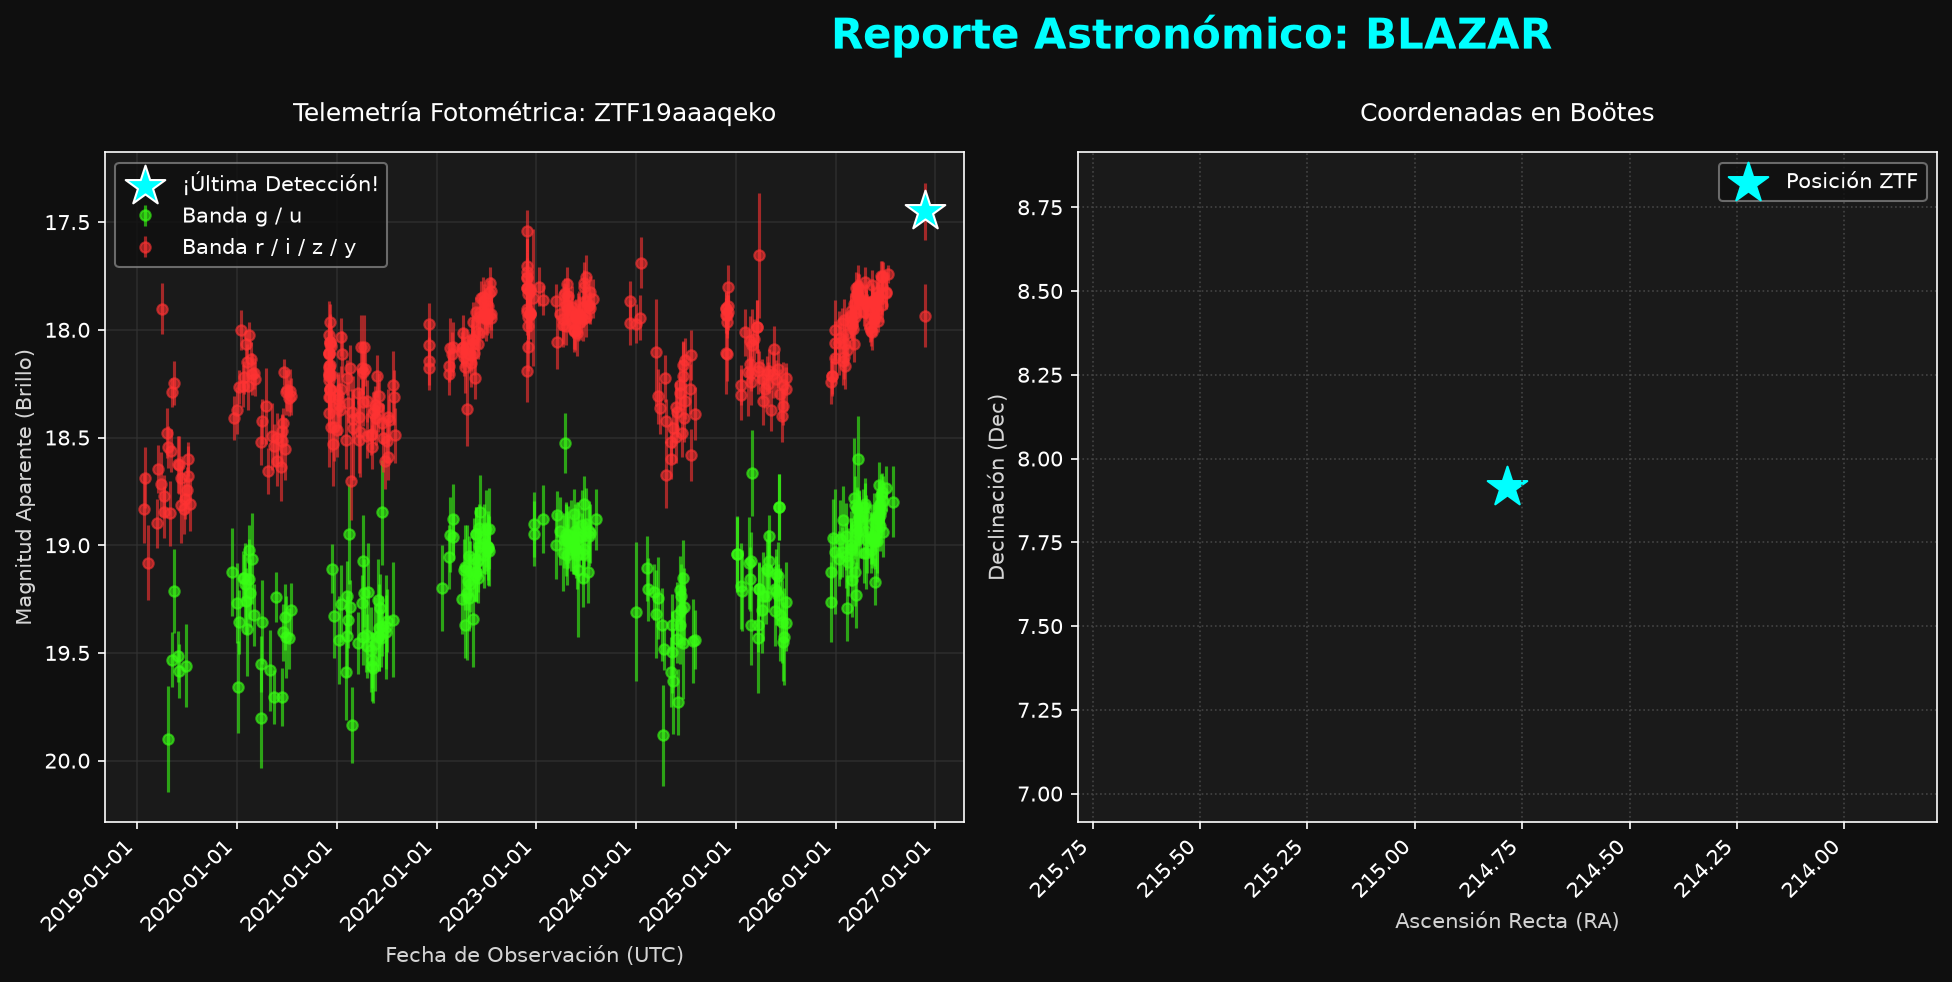 Reporte Astronómico: BLAZAR
Telemetría Fotométrica: ZTF19aaaqeko
¡Última Detección!
Banda g / u
Banda r / i / z / y
Magnitud Aparente (Brillo)
17.5
18.0
18.5
19.0
19.5
20.0
2019-01-01
2020-01-01
2021-01-01
2022-01-01
2023-01-01
2024-01-01
2025-01-01
2026-01-01
2027-01-01
Fecha de Observación (UTC)
Coordenadas en Boötes
Posición ZTF
Declinación (Dec)
8.75
8.50
8.25
8.00
7.75
7.50
7.25
7.00
215.75
215.50
215.25
215.00
214.75
214.50
214.25
214.00
Ascensión Recta (RA)